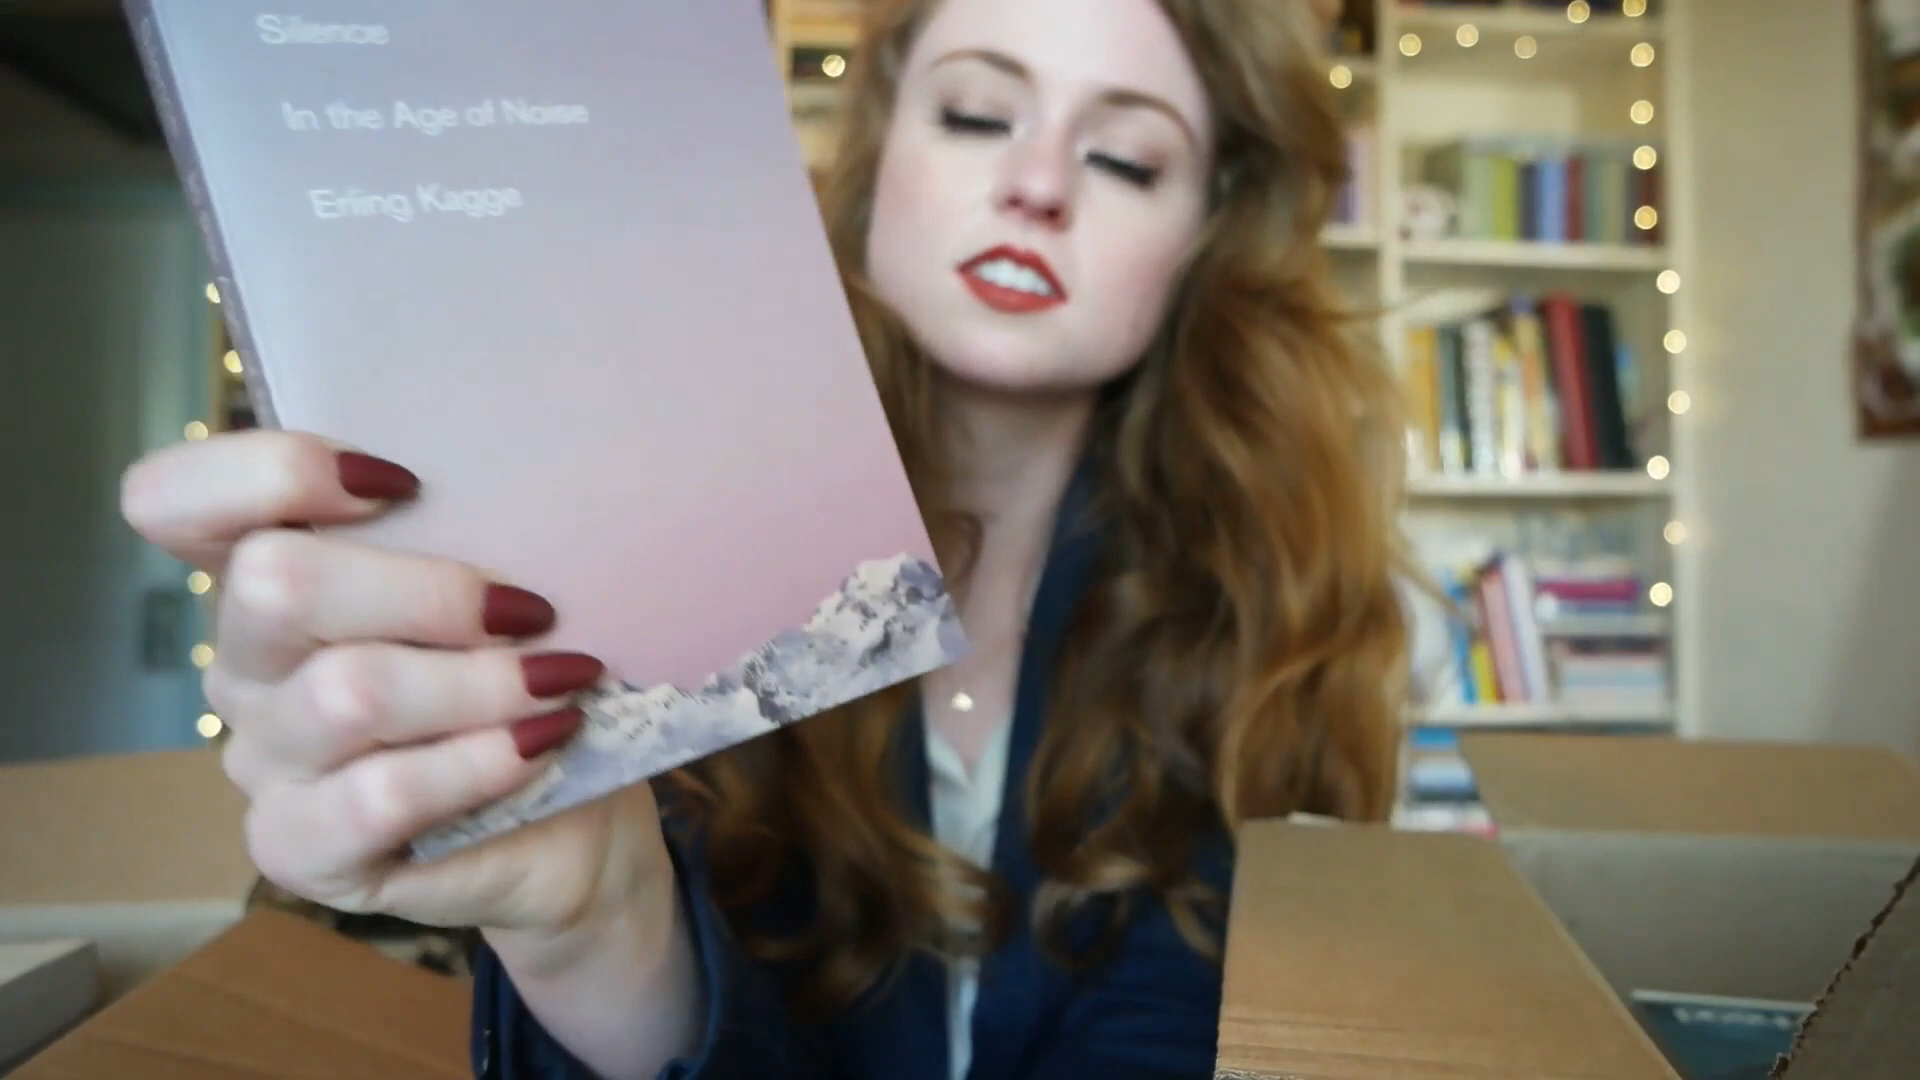 Silence
In the Age of Noise
Erling Kagge